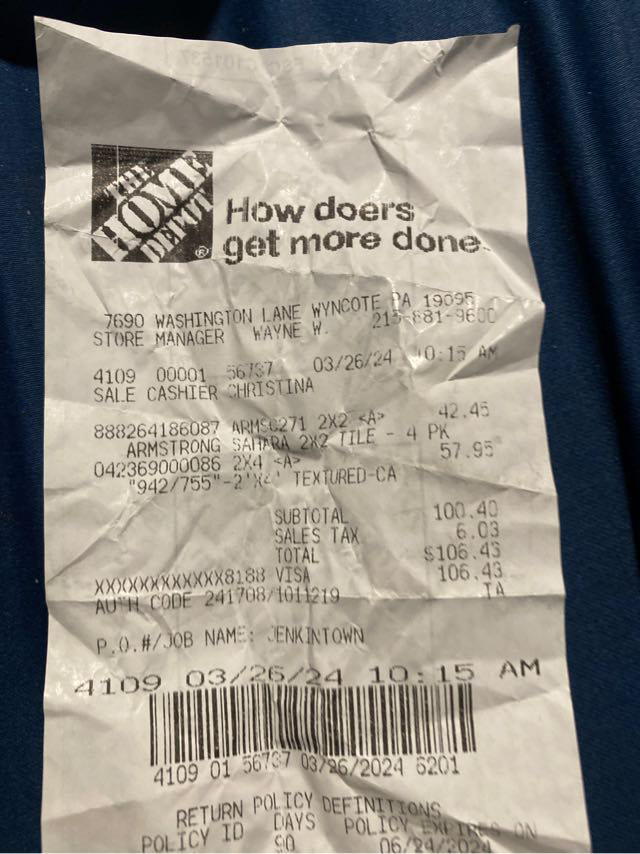 THE
HOME
DEPOT
®
How doers
get more done.
7690 WASHINGTON LANE WYNCOTE PA 19095
STORE MANAGER WAYNE W. 215-881-9600
4109 00001 56737 03/26/24 10:15 AM
SALE CASHIER CHRISTINA
888264186087 ARMSC271 2X2 <A> 42.45
ARMSTRONG SAHARA 2X2 TILE - 4 PK
042369000086 2X4 <A> 57.95
"942/755"-2'X4' TEXTURED-CA
SUBTOTAL 100.40
SALES TAX 6.03
TOTAL $106.43
XXXXXXXXXXXX8188 VISA 106.43
AUTH CODE 241708/1011219 TA
P.O.#/JOB NAME: JENKINTOWN
4109 03/26/24 10:15 AM
4109 01 56737 03/26/2024 6201
RETURN POLICY DEFINITIONS
POLICY ID DAYS POLICY EXPIRES ON
90 06/24/2024